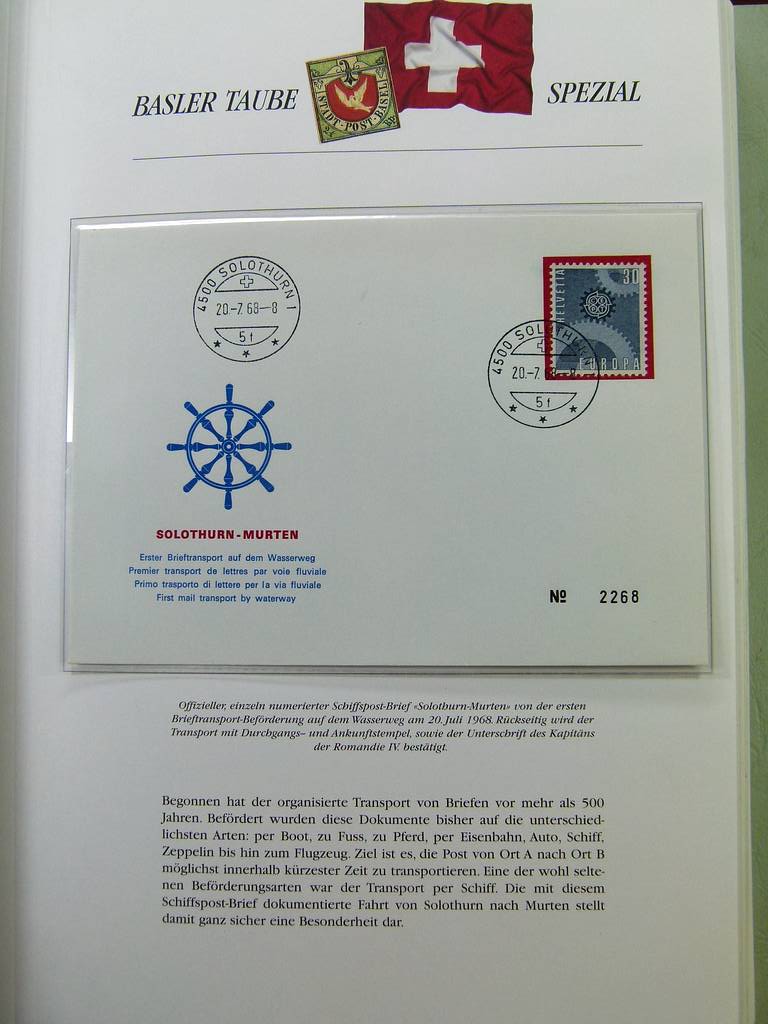 BASLER TAUBE
STADT-POST-BASEL
SPEZIAL
4500 SOLOTHURN 1
20.-7.68—8
5f
HELVETIA
30
EUROPA
4500 SOLOTHURN
20.-7.
5f
SOLOTHURN-MURTEN
Erster Brieftransport auf dem Wasserweg
Premier transport de lettres par voie fluviale
Primo trasporto di lettere per la via fluviale
First mail transport by waterway
№ 2268
Offizieller, einzeln numerierter Schiffspost-Brief «Solothurn-Murten» von der ersten
Brieftransport-Beförderung auf dem Wasserweg am 20. Juli 1968. Rückseitig wird der
Transport mit Durchgangs- und Ankunftstempel, sowie der Unterschrift des Kapitäns
der Romandie IV. bestätigt.
Begonnen hat der organisierte Transport von Briefen vor mehr als 500
Jahren. Befördert wurden diese Dokumente bisher auf die unterschied-
lichsten Arten: per Boot, zu Fuss, zu Pferd, per Eisenbahn, Auto, Schiff,
Zeppelin bis hin zum Flugzeug. Ziel ist es, die Post von Ort A nach Ort B
möglichst innerhalb kürzester Zeit zu transportieren. Eine der wohl selte-
nen Beförderungsarten war der Transport per Schiff. Die mit diesem
Schiffspost-Brief dokumentierte Fahrt von Solothurn nach Murten stellt
damit ganz sicher eine Besonderheit dar.